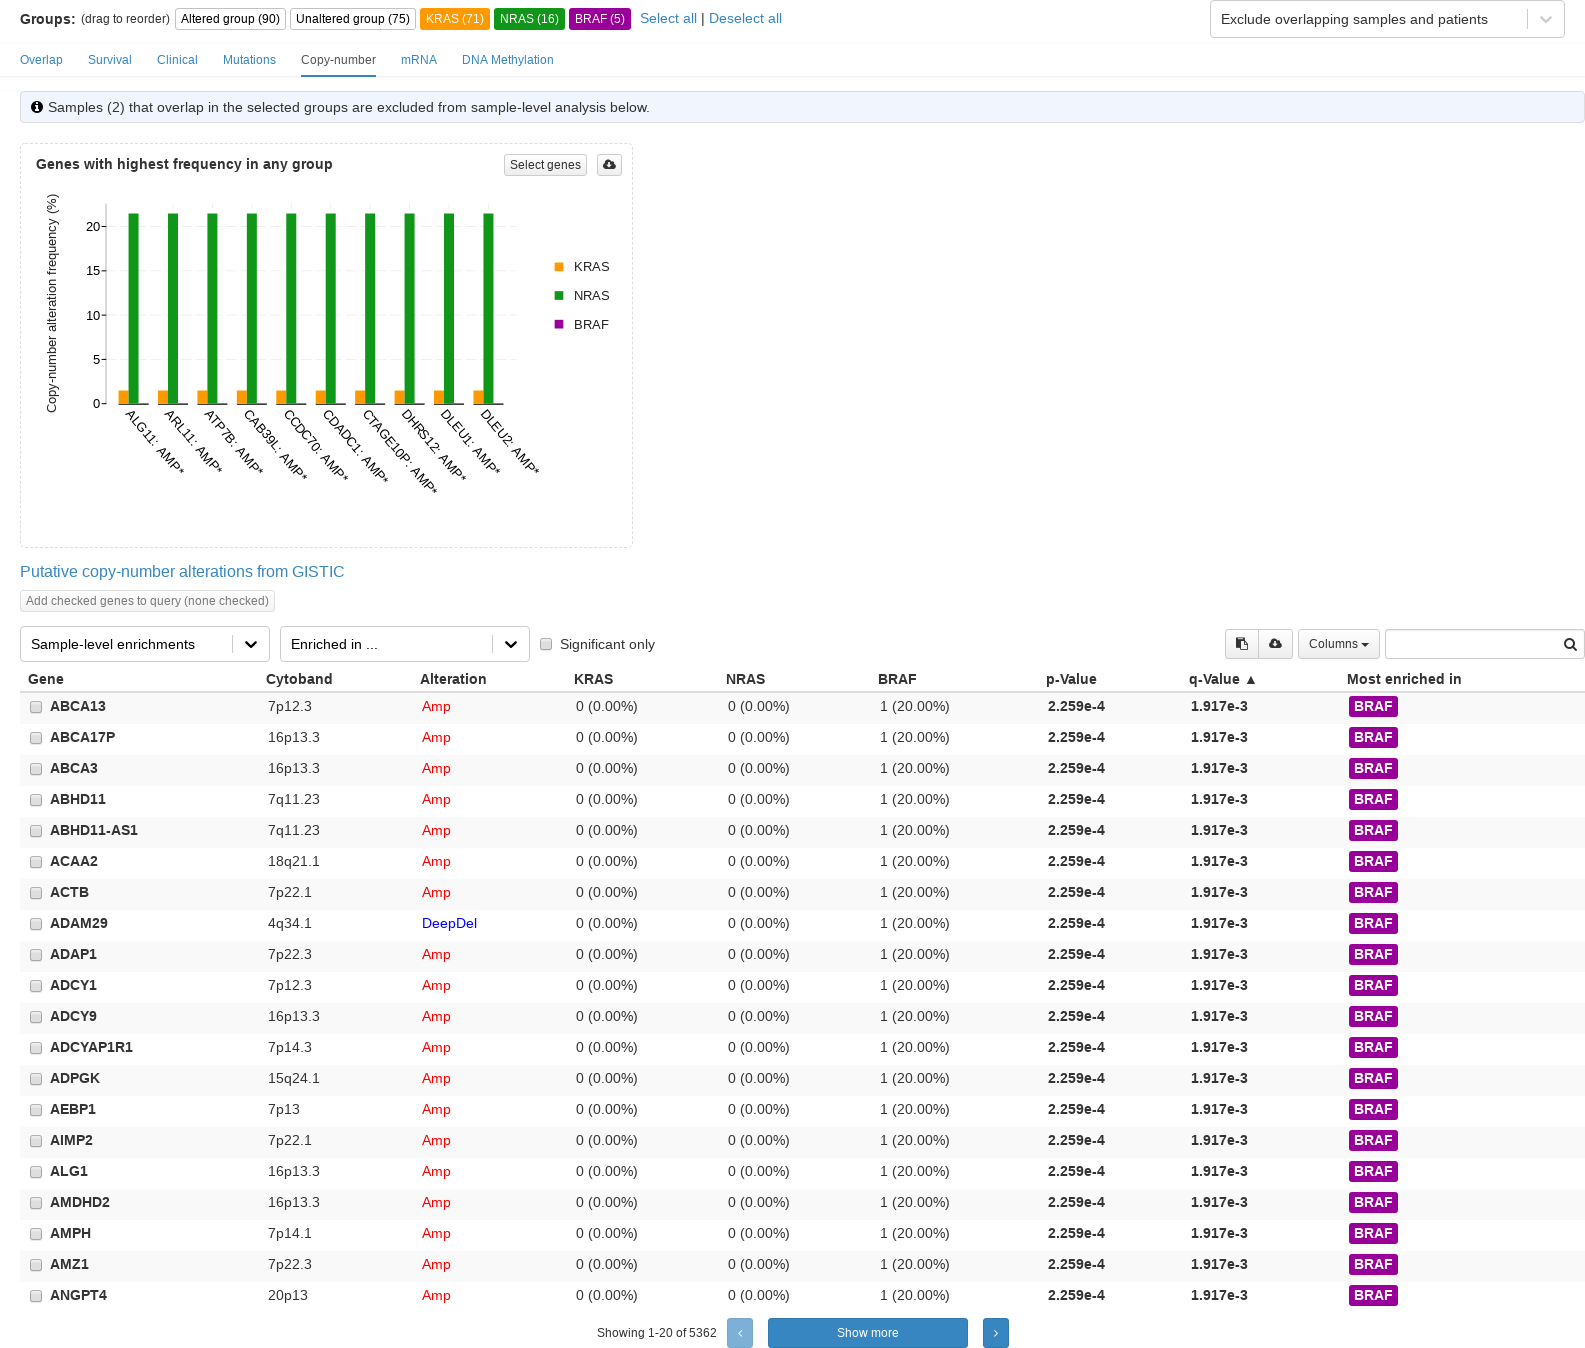 Groups: (drag to reorder) Altered group (90) Unaltered group (75) KRAS (71) NRAS (16) BRAF (5) Select all | Deselect all Exclude overlapping samples and patients
Overlap Survival Clinical Mutations Copy-number mRNA DNA Methylation
Samples (2) that overlap in the selected groups are excluded from sample-level analysis below.
Genes with highest frequency in any group Select genes
Copy-number alteration frequency (%)
20
15
10
5
0
KRAS
NRAS
BRAF
ALG11: AMP* ARL11: AMP* ATP7B: AMP* CAB39L: AMP* CCDC70: AMP* CDADC1: AMP* CTAGE10P: AMP* DHRS12: AMP* DLEU1: AMP* DLEU2: AMP*
Putative copy-number alterations from GISTIC
Add checked genes to query (none checked)
Sample-level enrichments Enriched in ... Significant only Columns
Gene Cytoband Alteration KRAS NRAS BRAF p-Value q-Value ▲ Most enriched in
ABCA13 7p12.3 Amp 0 (0.00%) 0 (0.00%) 1 (20.00%) 2.259e-4 1.917e-3 BRAF
ABCA17P 16p13.3 Amp 0 (0.00%) 0 (0.00%) 1 (20.00%) 2.259e-4 1.917e-3 BRAF
ABCA3 16p13.3 Amp 0 (0.00%) 0 (0.00%) 1 (20.00%) 2.259e-4 1.917e-3 BRAF
ABHD11 7q11.23 Amp 0 (0.00%) 0 (0.00%) 1 (20.00%) 2.259e-4 1.917e-3 BRAF
ABHD11-AS1 7q11.23 Amp 0 (0.00%) 0 (0.00%) 1 (20.00%) 2.259e-4 1.917e-3 BRAF
ACAA2 18q21.1 Amp 0 (0.00%) 0 (0.00%) 1 (20.00%) 2.259e-4 1.917e-3 BRAF
ACTB 7p22.1 Amp 0 (0.00%) 0 (0.00%) 1 (20.00%) 2.259e-4 1.917e-3 BRAF
ADAM29 4q34.1 DeepDel 0 (0.00%) 0 (0.00%) 1 (20.00%) 2.259e-4 1.917e-3 BRAF
ADAP1 7p22.3 Amp 0 (0.00%) 0 (0.00%) 1 (20.00%) 2.259e-4 1.917e-3 BRAF
ADCY1 7p12.3 Amp 0 (0.00%) 0 (0.00%) 1 (20.00%) 2.259e-4 1.917e-3 BRAF
ADCY9 16p13.3 Amp 0 (0.00%) 0 (0.00%) 1 (20.00%) 2.259e-4 1.917e-3 BRAF
ADCYAP1R1 7p14.3 Amp 0 (0.00%) 0 (0.00%) 1 (20.00%) 2.259e-4 1.917e-3 BRAF
ADPGK 15q24.1 Amp 0 (0.00%) 0 (0.00%) 1 (20.00%) 2.259e-4 1.917e-3 BRAF
AEBP1 7p13 Amp 0 (0.00%) 0 (0.00%) 1 (20.00%) 2.259e-4 1.917e-3 BRAF
AIMP2 7p22.1 Amp 0 (0.00%) 0 (0.00%) 1 (20.00%) 2.259e-4 1.917e-3 BRAF
ALG1 16p13.3 Amp 0 (0.00%) 0 (0.00%) 1 (20.00%) 2.259e-4 1.917e-3 BRAF
AMDHD2 16p13.3 Amp 0 (0.00%) 0 (0.00%) 1 (20.00%) 2.259e-4 1.917e-3 BRAF
AMPH 7p14.1 Amp 0 (0.00%) 0 (0.00%) 1 (20.00%) 2.259e-4 1.917e-3 BRAF
AMZ1 7p22.3 Amp 0 (0.00%) 0 (0.00%) 1 (20.00%) 2.259e-4 1.917e-3 BRAF
ANGPT4 20p13 Amp 0 (0.00%) 0 (0.00%) 1 (20.00%) 2.259e-4 1.917e-3 BRAF
Showing 1-20 of 5362 ‹ Show more ›